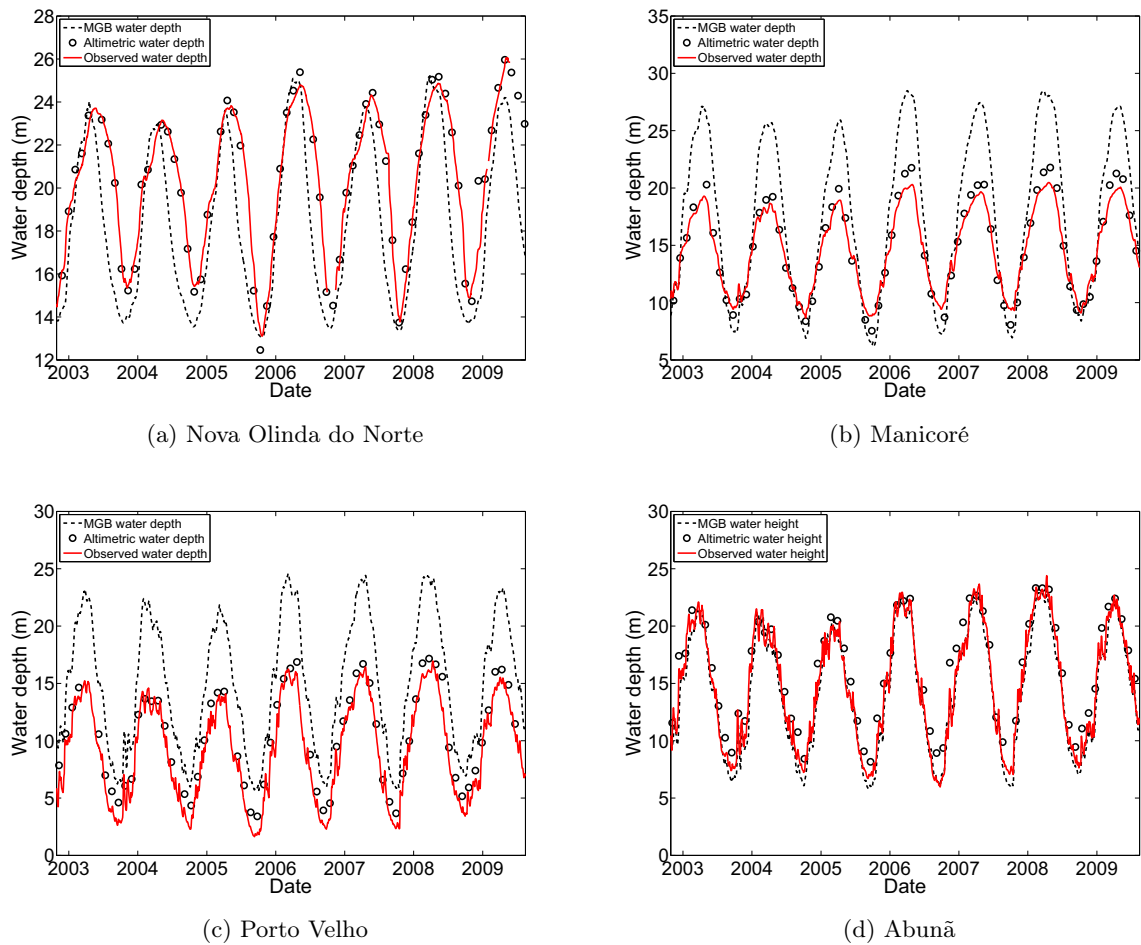 28
26
24
22
20
18
16
14
12
Water depth (m)
MGB water depth
Altimetric water depth
Observed water depth
2003 2004 2005 2006 2007 2008 2009
Date
(a) Nova Olinda do Norte
35
30
25
20
15
10
5
Water depth (m)
MGB water depth
Altimetric water depth
Observed water depth
2003 2004 2005 2006 2007 2008 2009
Date
(b) Manicoré
30
25
20
15
10
5
0
Water depth (m)
MGB water depth
Altimetric water depth
Observed water depth
2003 2004 2005 2006 2007 2008 2009
Date
(c) Porto Velho
30
25
20
15
10
5
0
Water depth (m)
MGB water height
Altimetric water height
Observed water height
2003 2004 2005 2006 2007 2008 2009
Date
(d) Abunã